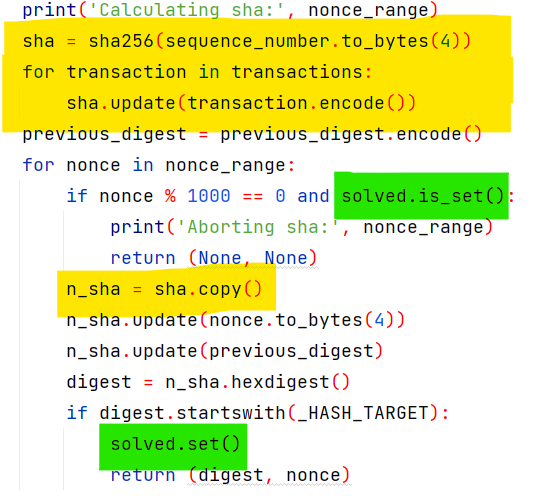 print('Calculating sha:', nonce_range)
sha = sha256(sequence_number.to_bytes(4))
for transaction in transactions:
    sha.update(transaction.encode())
previous_digest = previous_digest.encode()
for nonce in nonce_range:
    if nonce % 1000 == 0 and solved.is_set():
        print('Aborting sha:', nonce_range)
        return (None, None)
    n_sha = sha.copy()
    n_sha.update(nonce.to_bytes(4))
    n_sha.update(previous_digest)
    digest = n_sha.hexdigest()
    if digest.startswith(_HASH_TARGET):
        solved.set()
        return (digest, nonce)